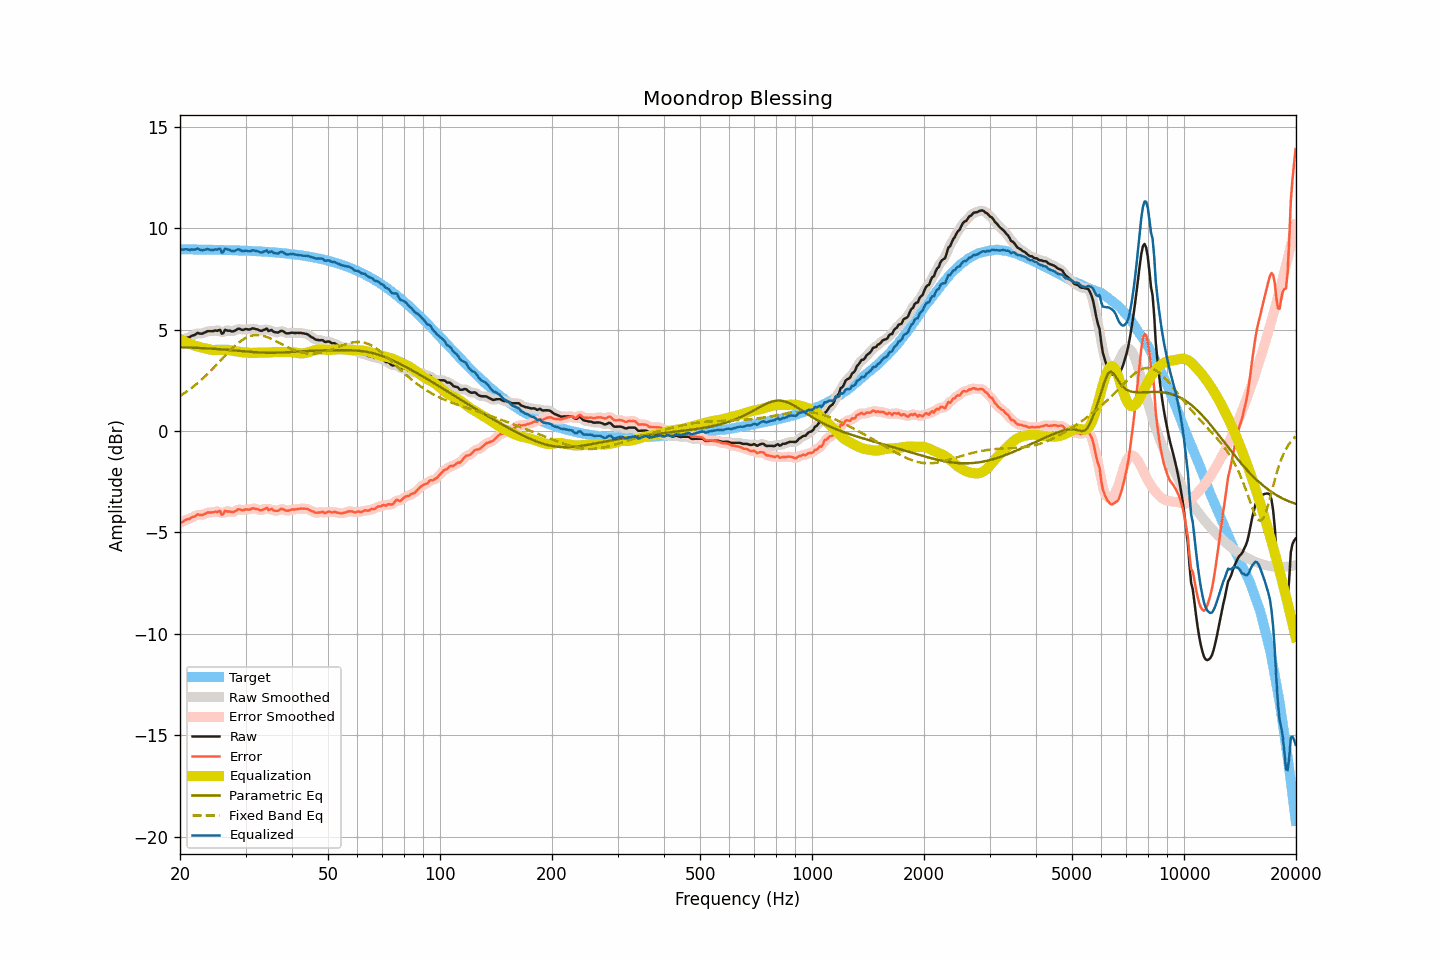 Moondrop Blessing
Amplitude (dBr)
15
10
5
0
−5
−10
−15
−20
Target
Raw Smoothed
Error Smoothed
Raw
Error
Equalization
Parametric Eq
Fixed Band Eq
Equalized
20 50 100 200 500 1000 2000 5000 10000 20000
Frequency (Hz)